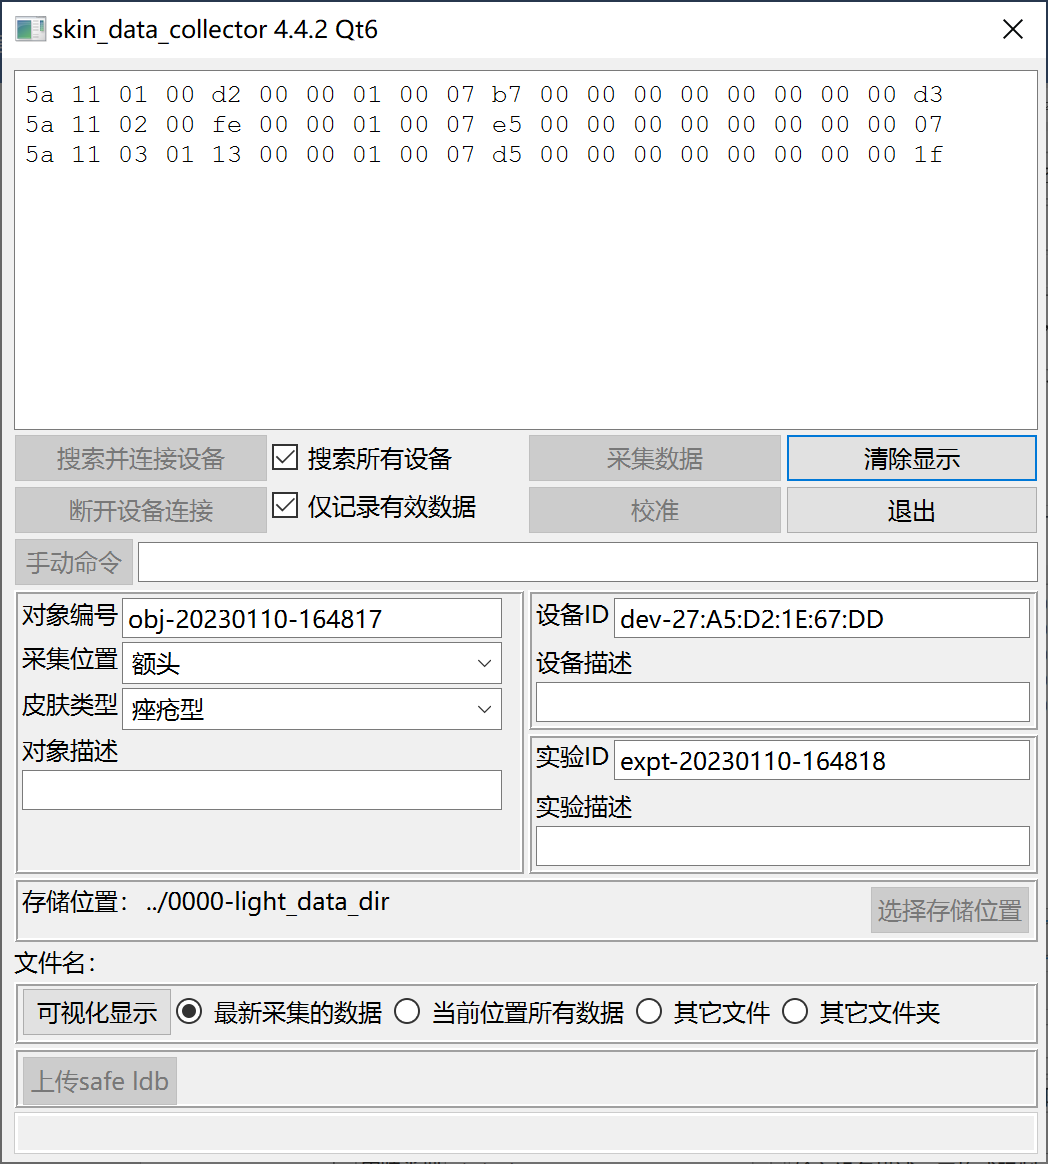 skin_data_collector 4.4.2 Qt6
5a 11 01 00 d2 00 00 01 00 07 b7 00 00 00 00 00 00 00 00 d3
5a 11 02 00 fe 00 00 01 00 07 e5 00 00 00 00 00 00 00 00 07
5a 11 03 01 13 00 00 01 00 07 d5 00 00 00 00 00 00 00 00 1f
搜索并连接设备 搜索所有设备 采集数据 清除显示
断开设备连接 仅记录有效数据 校准 退出
手动命令
对象编号 obj-20230110-164817
采集位置 额头
皮肤类型 痤疮型
对象描述
设备ID dev-27:A5:D2:1E:67:DD
设备描述
实验ID expt-20230110-164818
实验描述
存储位置： ../0000-light_data_dir 选择存储位置
文件名：
可视化显示 最新采集的数据 当前位置所有数据 其它文件 其它文件夹
上传safe ldb